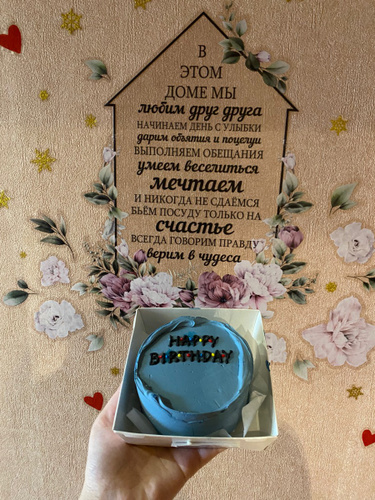 В
ЭТОМ
ДОМЕ МЫ
любим друг друга
НАЧИНАЕМ ДЕНЬ С УЛЫБКИ
дарим объятия и поцелуи
ВЫПОЛНЯЕМ ОБЕЩАНИЯ
умеем веселиться
мечтаем
И НИКОГДА НЕ СДАЁМСЯ
БЬЁМ ПОСУДУ ТОЛЬКО НА
счастье
ВСЕГДА ГОВОРИМ ПРАВДУ
верим в чудеса
HAPPY
BIRTHDAY